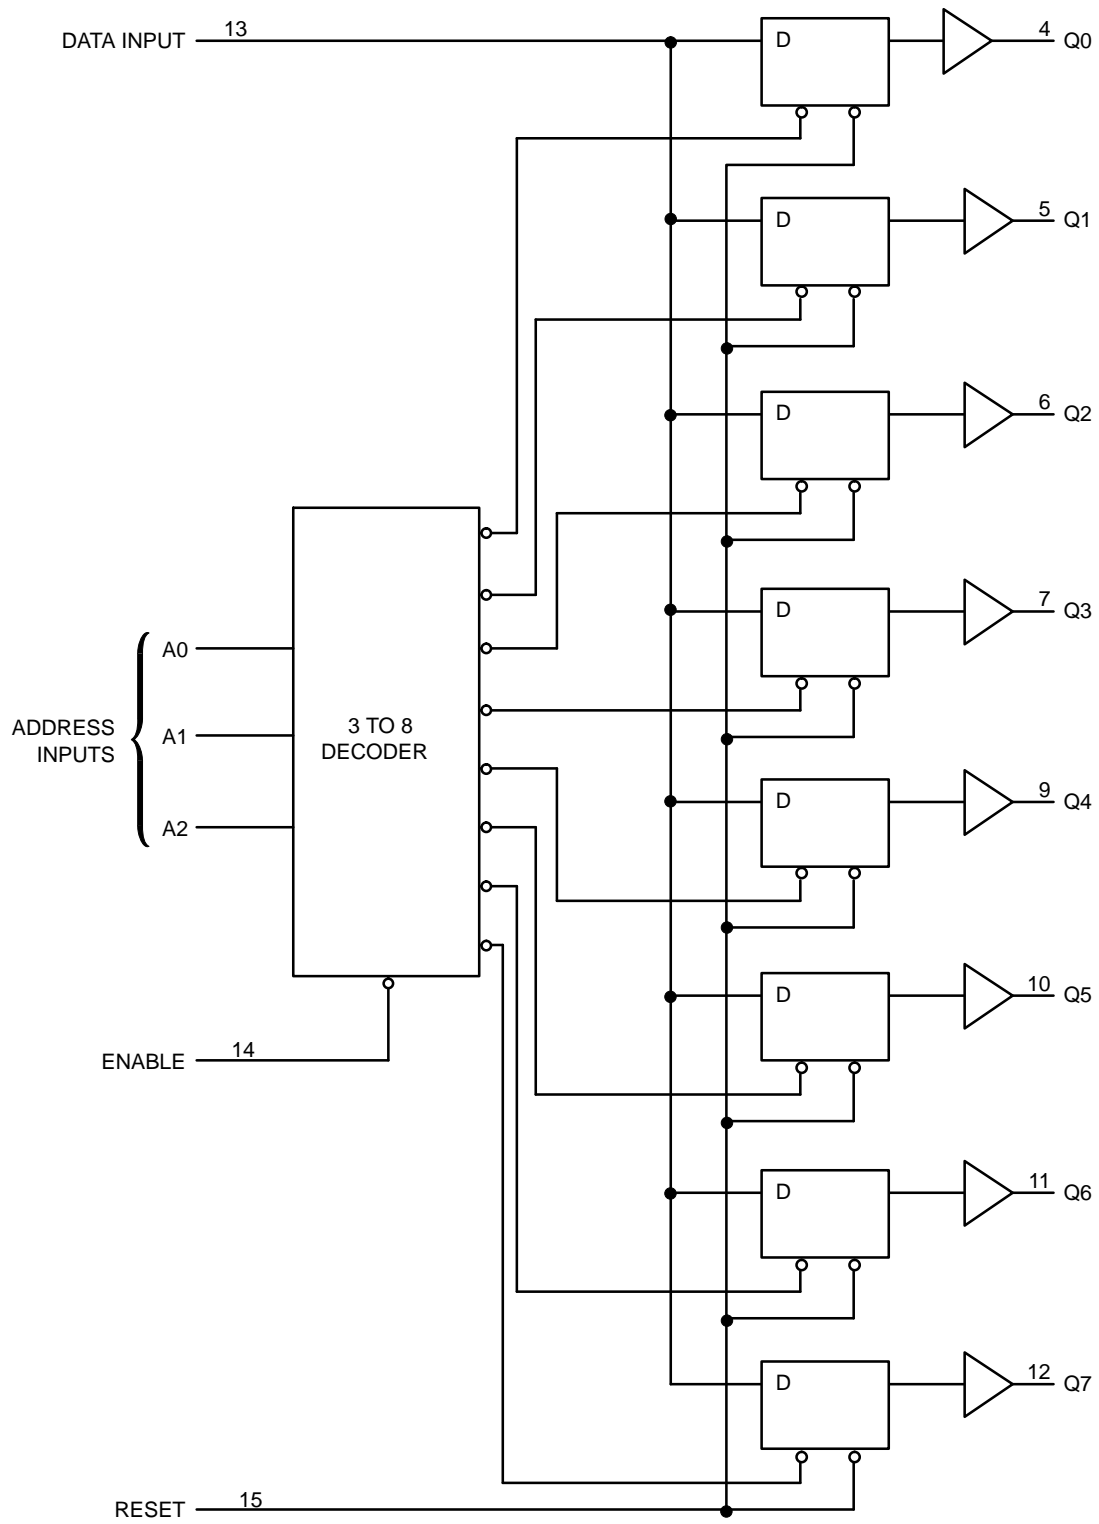 DATA INPUT 13 D 4 Q0
D 5 Q1
D 6 Q2
D 7 Q3
A0
ADDRESS INPUTS
A1
3 TO 8
DECODER
A2
D 9 Q4
D 10 Q5
ENABLE 14
D 11 Q6
D 12 Q7
RESET 15